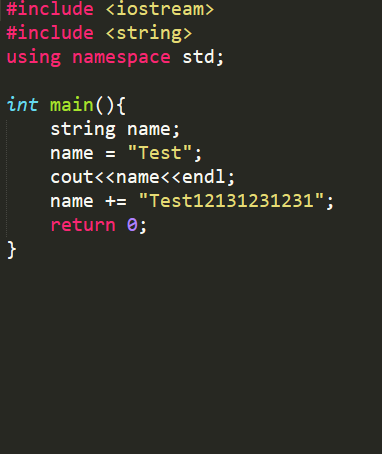 #include <iostream>
#include <string>
using namespace std;
int main(){
string name;
name = "Test";
cout<<name<<endl;
name += "Test12131231231";
return 0;
}